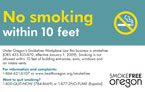 No smoking
within 10 feet
Under Oregon's Smokefree Workplace Law this business is smokefree
(ORS 433.835-875), effective January 1, 2009. Smoking is not
allowed within 10 feet of building entrances, exits, windows and
air intake vents.
For information and complaints:
1-866-621-6107 or www.healthoregon.org/smokefree
Want to quit smoking?
1-800-QUIT-NOW (784-8669) or 1-877-2NO-FUME (Español)
SMOKEFREE
oregon